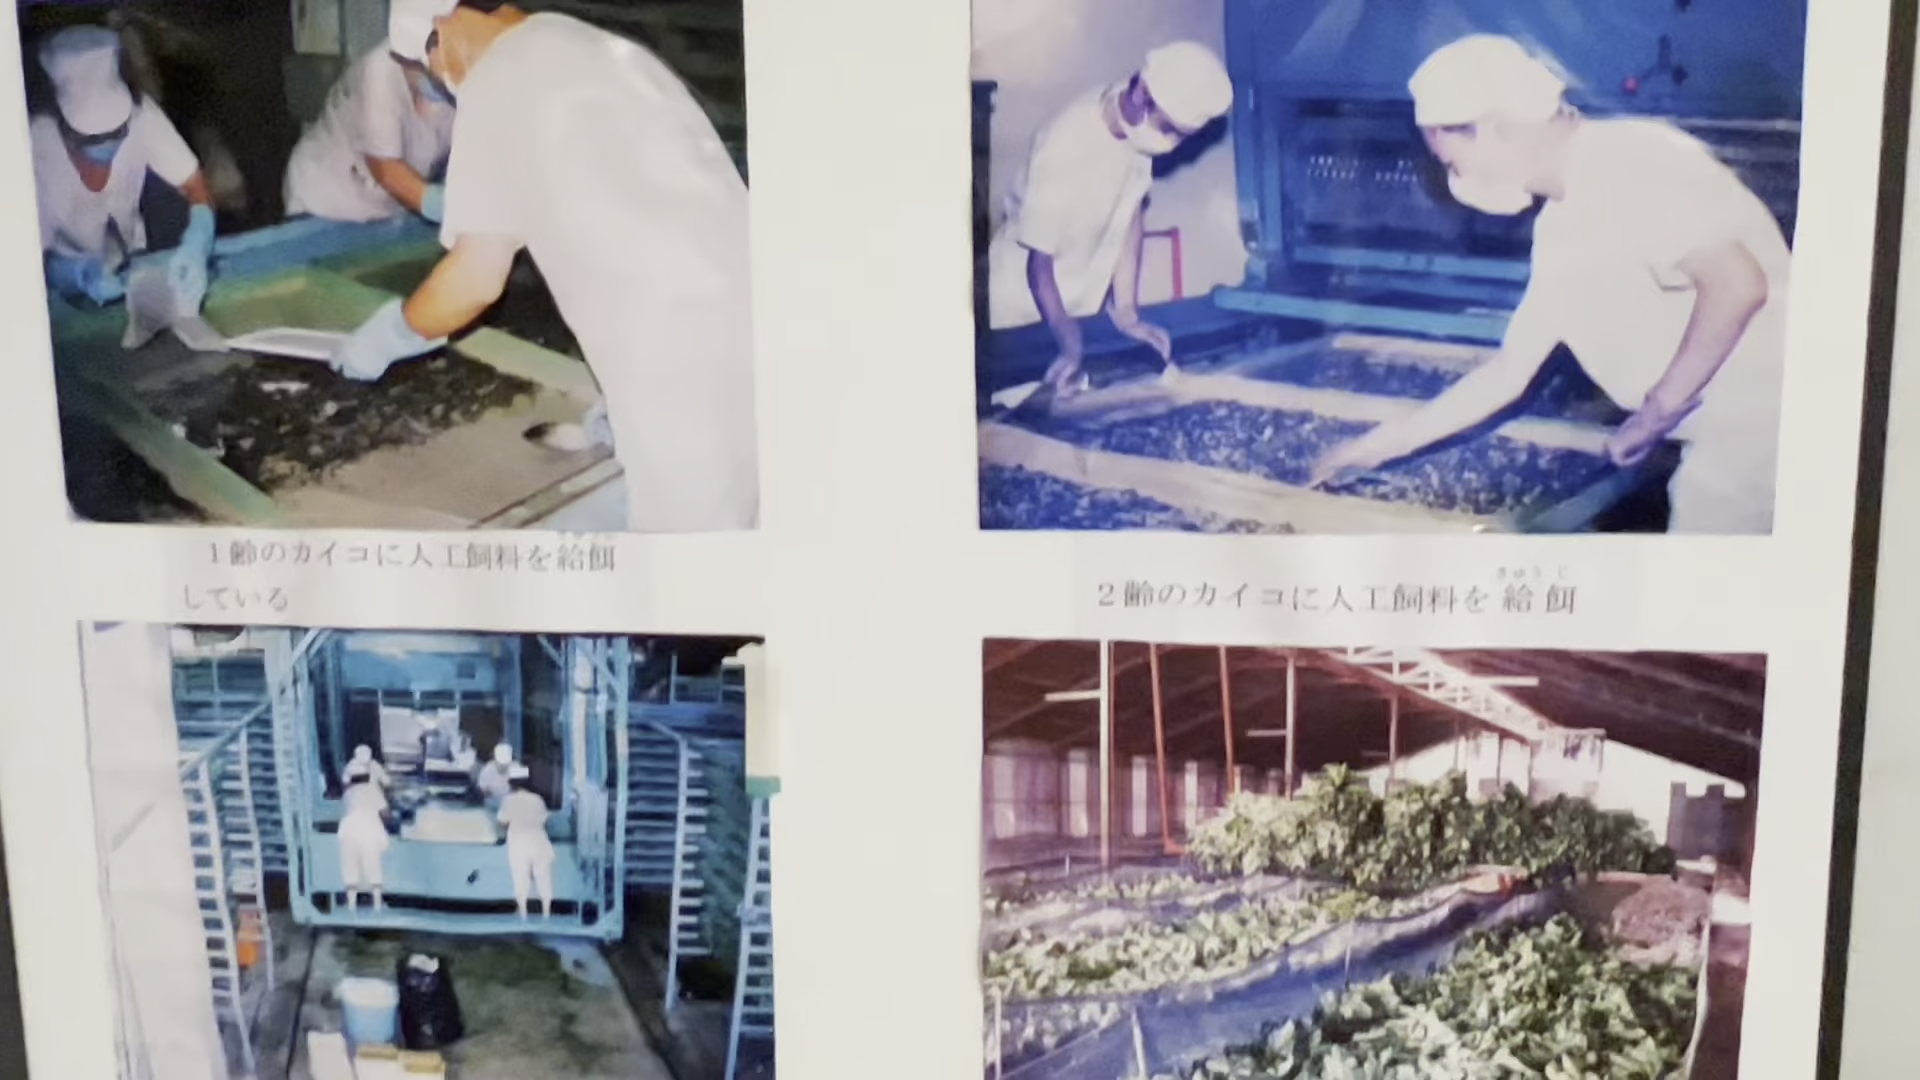 1齢のカイコに人工飼料を給餌
している
きゅうじ
2齢のカイコに人工飼料を給餌